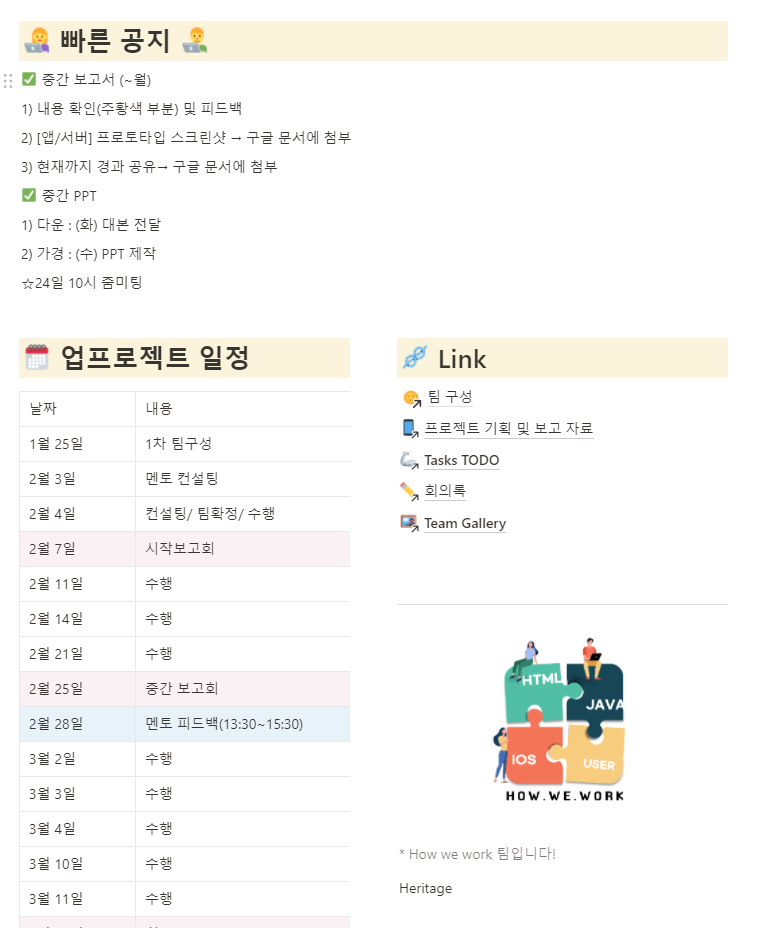 빠른 공지
중간 보고서 (~월)
1) 내용 확인(주황색 부분) 및 피드백
2) [앱/서버] 프로토타입 스크린샷 → 구글 문서에 첨부
3) 현재까지 경과 공유→ 구글 문서에 첨부
중간 PPT
1) 다운 : (화) 대본 전달
2) 가경 : (수) PPT 제작
☆24일 10시 줌미팅
업프로젝트 일정
날짜 내용
1월 25일 1차 팀구성
2월 3일 멘토 컨설팅
2월 4일 컨설팅/ 팀확정/ 수행
2월 7일 시작보고회
2월 11일 수행
2월 14일 수행
2월 21일 수행
2월 25일 중간 보고회
2월 28일 멘토 피드백(13:30~15:30)
3월 2일 수행
3월 3일 수행
3월 4일 수행
3월 10일 수행
3월 11일 수행
Link
팀 구성
프로젝트 기획 및 보고 자료
Tasks TODO
회의록
Team Gallery
HTML
JAVA
IOS
USER
HOW.WE.WORK
* How we work 팀입니다!
Heritage